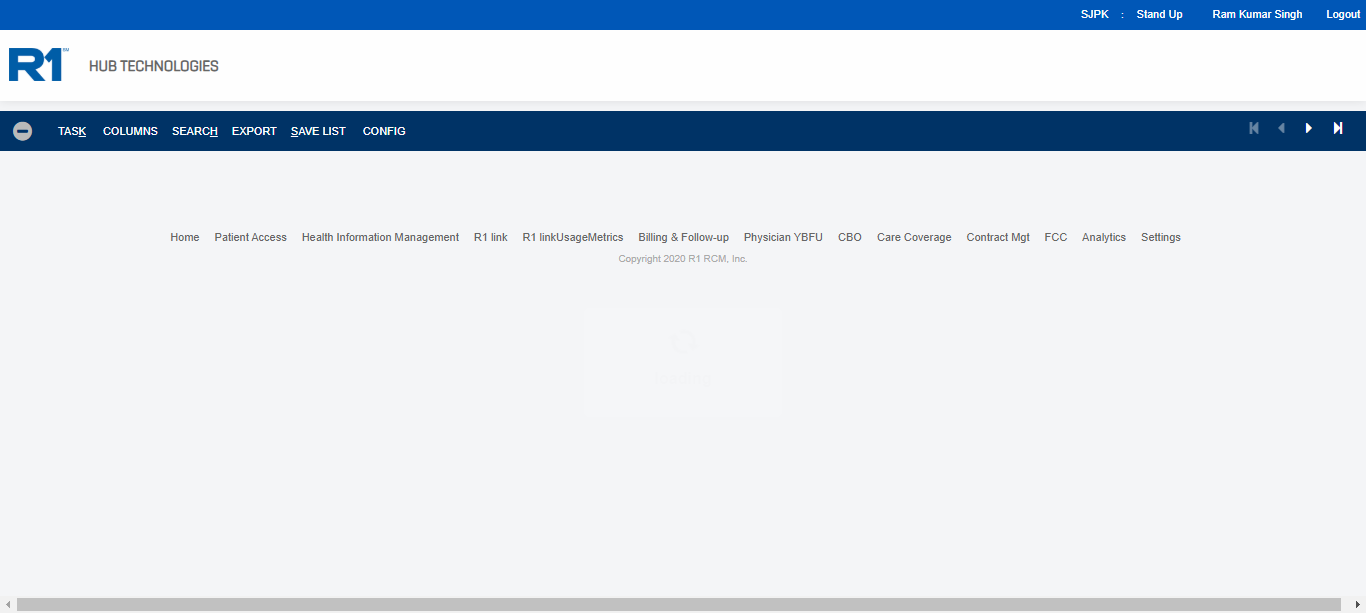 SJPK : Stand Up Ram Kumar Singh Logout
R1 SM HUB TECHNOLOGIES
TASK COLUMNS SEARCH EXPORT SAVE LIST CONFIG
Home Patient Access Health Information Management R1 link R1 linkUsageMetrics Billing & Follow-up Physician YBFU CBO Care Coverage Contract Mgt FCC Analytics Settings
Copyright 2020 R1 RCM, Inc.